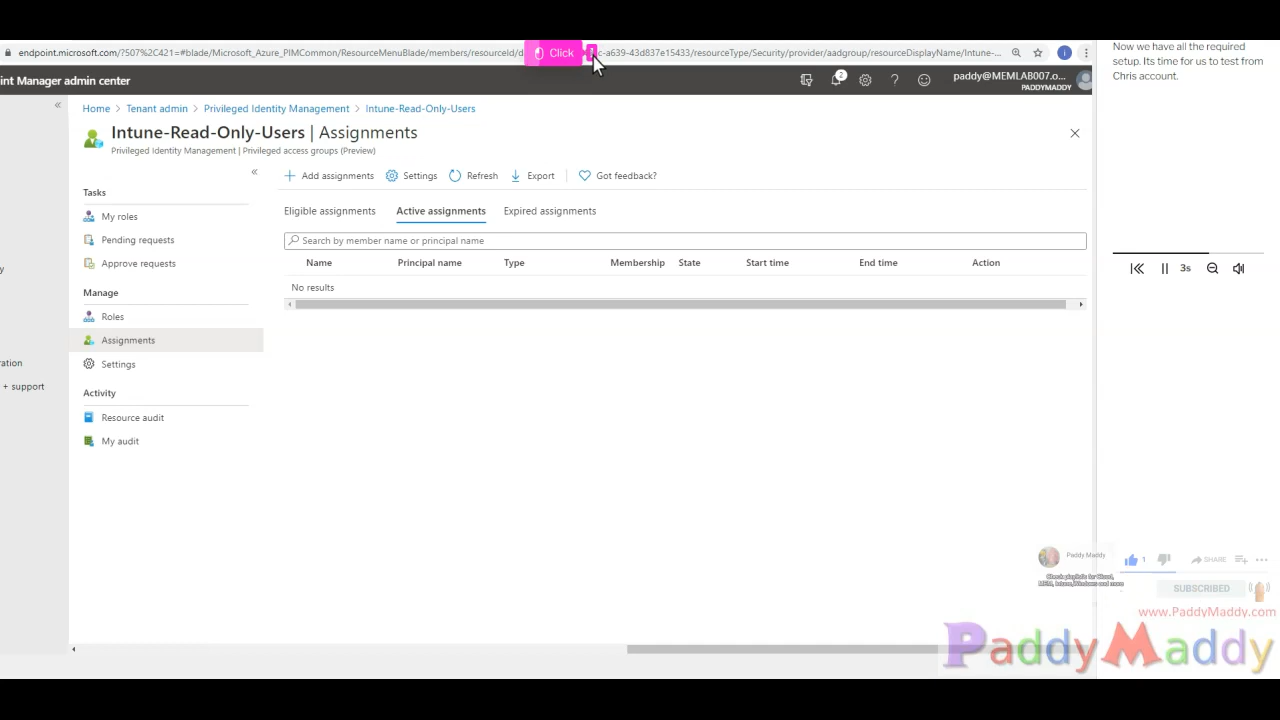 endpoint.microsoft.com/?S07%2C421=#blade/Microsoft_Azure_PIMCommon/ResourceMenuBlade/members/resourceId/d
Click
c-a639-43d837e15433/resourceType/Security/provider/aadgroup/resourceDisplayName/Intune-...
Now we have all the required
setup. Its time for us to test from
Chris account.
int Manager admin center
2
paddy@MEMLAB007.o...
PADDYMADDY
Home > Tenant admin > Privileged Identity Management > Intune-Read-Only-Users
Intune-Read-Only-Users | Assignments
Privileged Identity Management | Privileged access groups (Preview)
Add assignments Settings Refresh Export Got feedback?
Tasks
My roles
Pending requests
Approve requests
Manage
Roles
Assignments
Settings
Activity
Resource audit
My audit
Eligible assignments Active assignments Expired assignments
Search by member name or principal name
Name Principal name Type Membership State Start time End time Action
No results
y
ration
+ support
3s
Paddy Maddy
1 SHARE
SUBSCRIBED
www.PaddyMaddy.com
PaddyMaddy